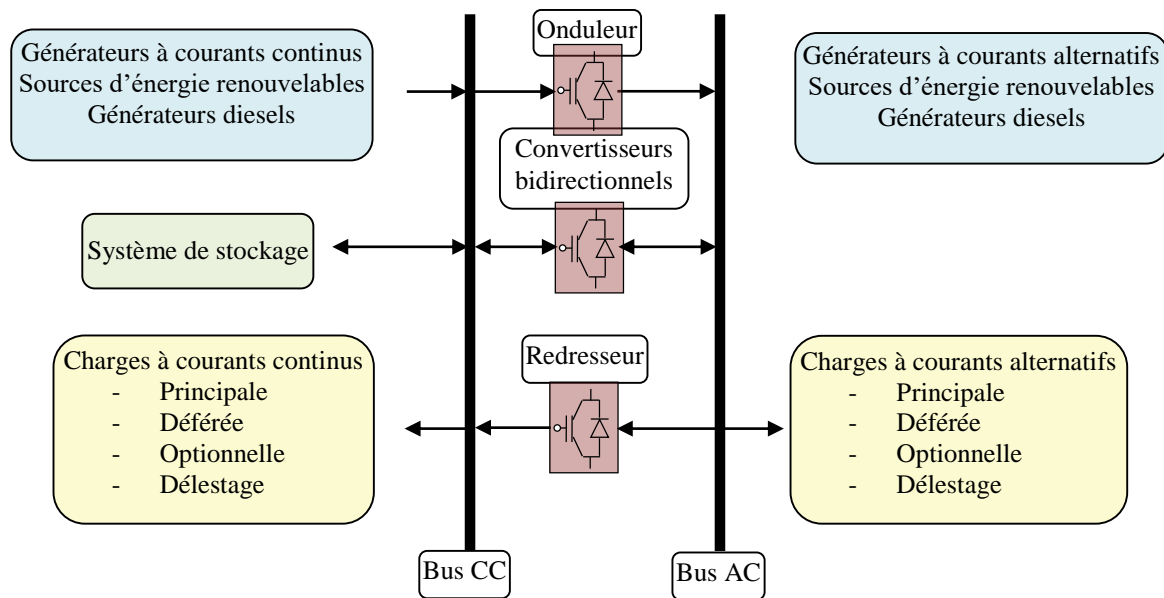 Onduleur
Générateurs à courants continus
Sources d'énergie renouvelables
Générateurs diesels
Générateurs à courants alternatifs
Sources d'énergie renouvelables
Générateurs diesels
Convertisseurs
bidirectionnels
Système de stockage
Redresseur
Charges à courants continus
- Principale
- Déférée
- Optionnelle
- Délestage
Charges à courants alternatifs
- Principale
- Déférée
- Optionnelle
- Délestage
Bus CC
Bus AC